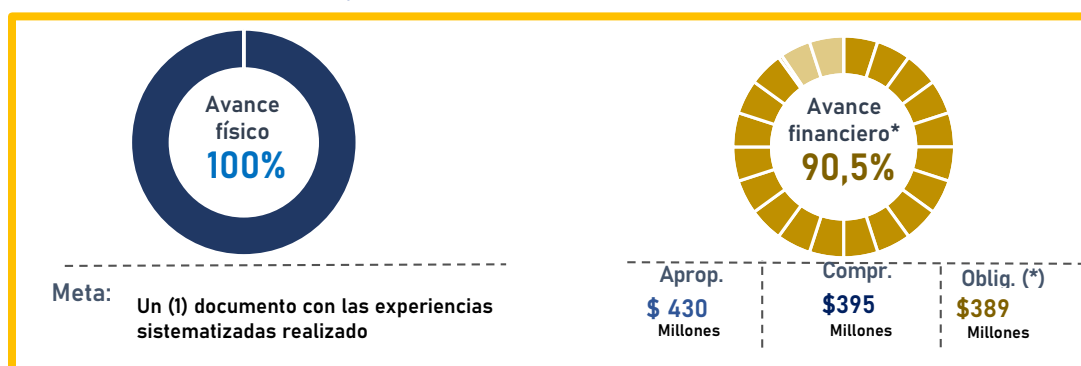 Avance
físico
100%
Avance
financiero*
90,5%
Meta:
Un (1) documento con las experiencias
sistematizadas realizado
Aprop.
$ 430
Millones
Compr.
$395
Millones
Oblig. (*)
$389
Millones